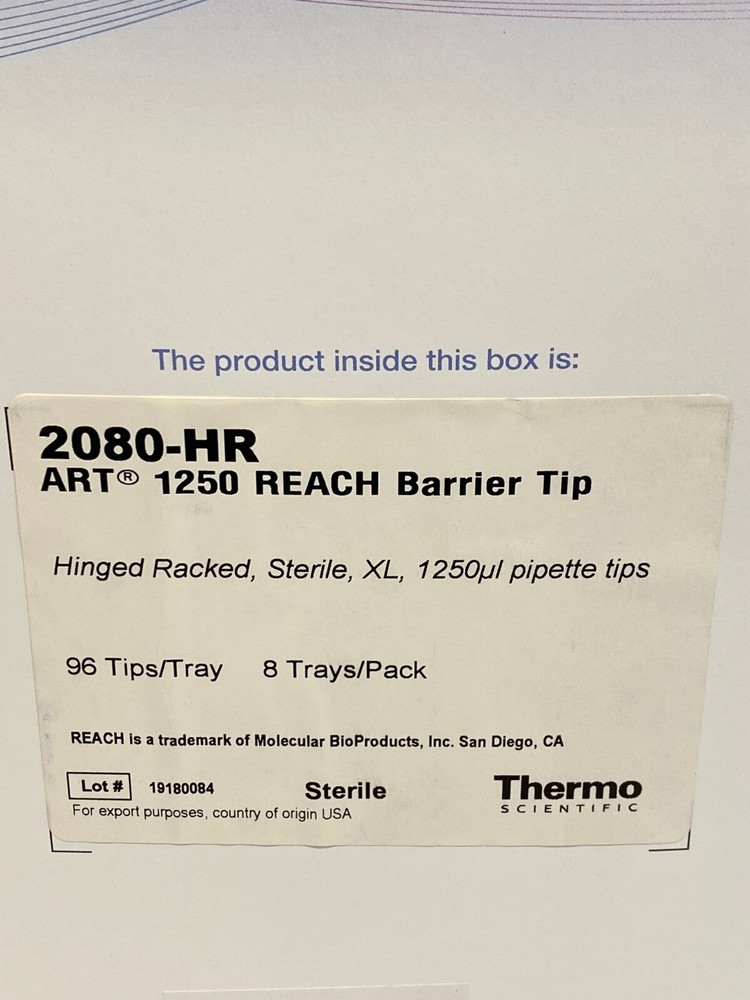 The product inside this box is:
2080-HR
ART® 1250 REACH Barrier Tip
Hinged Racked, Sterile, XL, 1250µl pipette tips
96 Tips/Tray 8 Trays/Pack
REACH is a trademark of Molecular BioProducts, Inc. San Diego, CA
Lot # 19180084 Sterile Thermo
SCIENTIFIC
For export purposes, country of origin USA